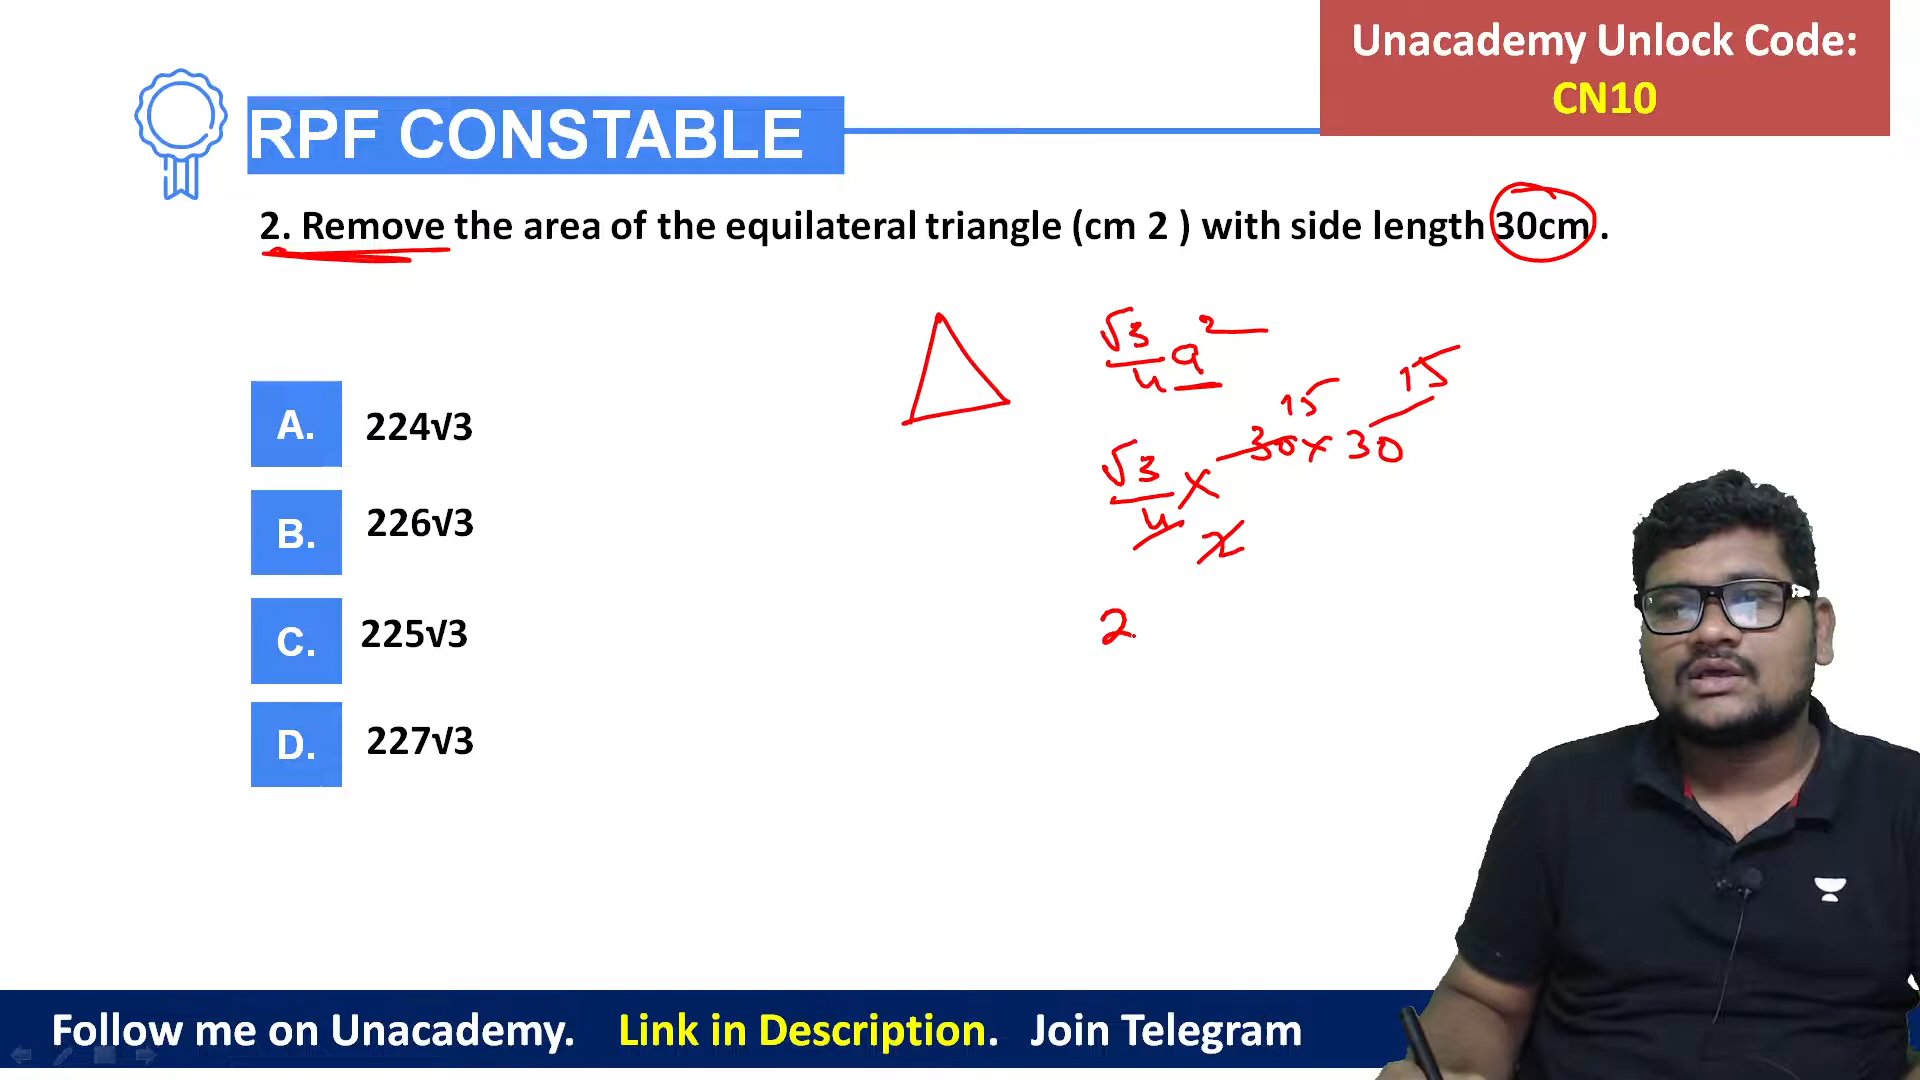 Unacademy Unlock Code:
CN10
RPF CONSTABLE
2. Remove the area of the equilateral triangle (cm 2 ) with side length 30cm .
√3/4 a²
15 15
√3/4 x 30 x 30
2
2
A. 224√3
B. 226√3
C. 225√3
D. 227√3
Follow me on Unacademy. Link in Description. Join Telegram